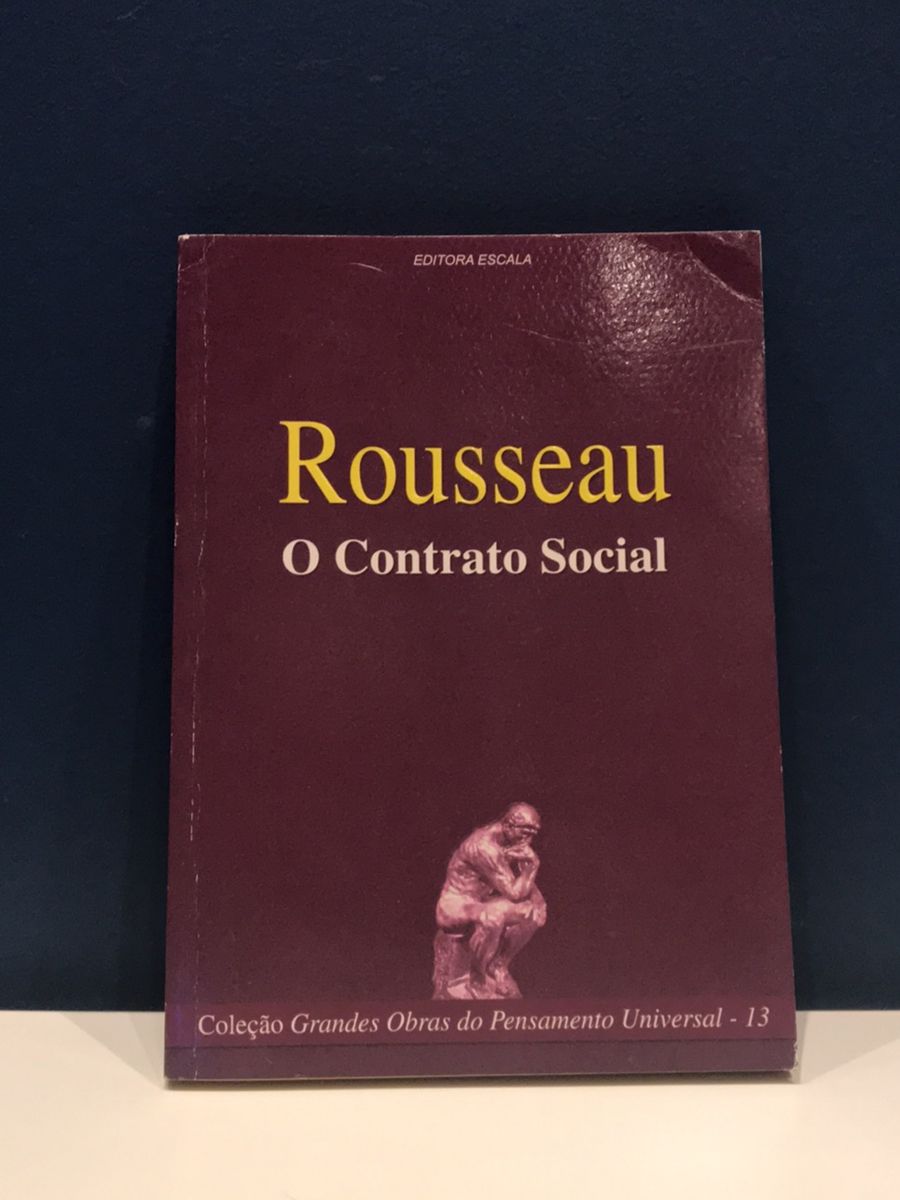 EDITORA ESCALA
Rousseau
O Contrato Social
Coleção Grandes Obras do Pensamento Universal - 13